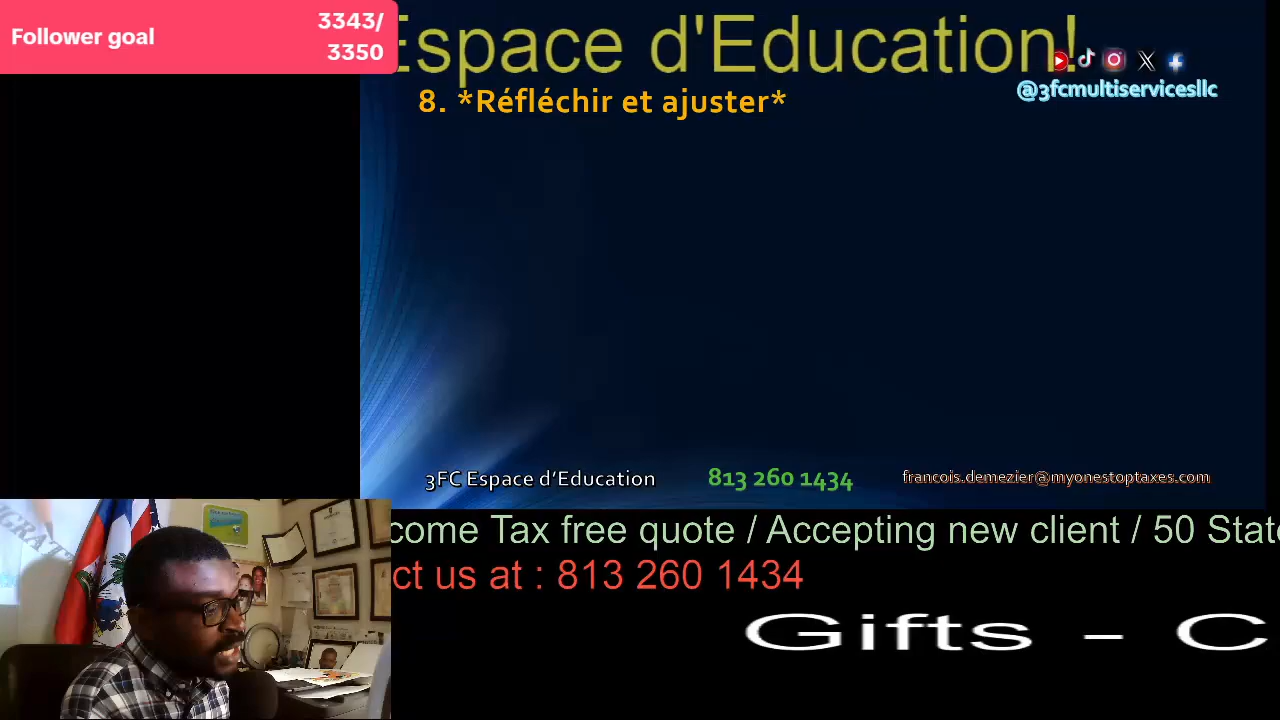 Follower goal
3343/
3350
Espace d'Education!
@3fcmultiservicesllc
8. *Réfléchir et ajuster*
3FC Espace d'Education
813 260 1434
francois.demezier@myonestoptaxes.com
come Tax free quote / Accepting new client / 50 State
ct us at : 813 260 1434
Gifts - C